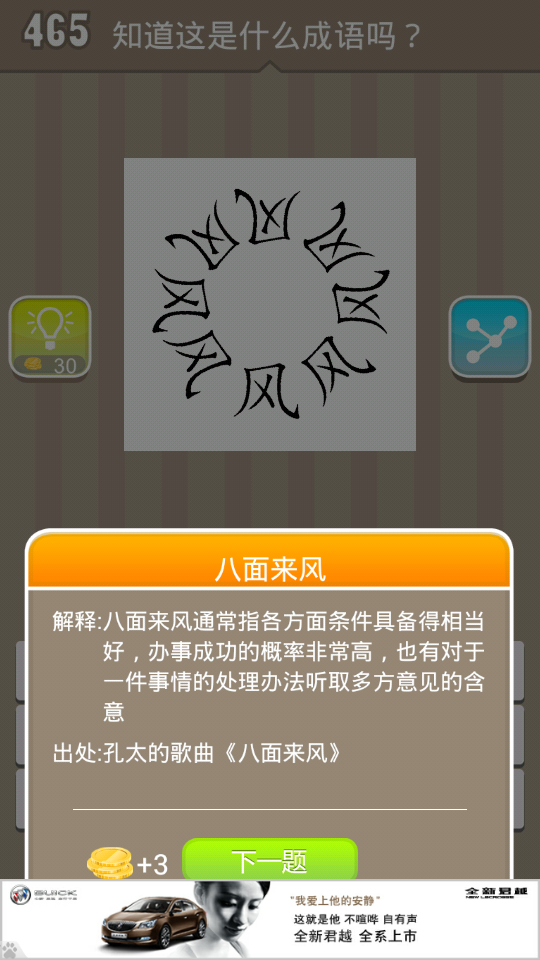 465 知道这是什么成语吗？
风 风 风 风 风 风 风 风
30
八面来风
解释:八面来风通常指各方面条件具备得相当
好，办事成功的概率非常高，也有对于
一件事情的处理办法听取多方意见的含
意
出处:孔太的歌曲《八面来风》
+3 下一题
BUICK
"我爱上他的安静"
这就是他 不喧哗 自有声
全新君越 全系上市
全新君越
NEW LACROSSE